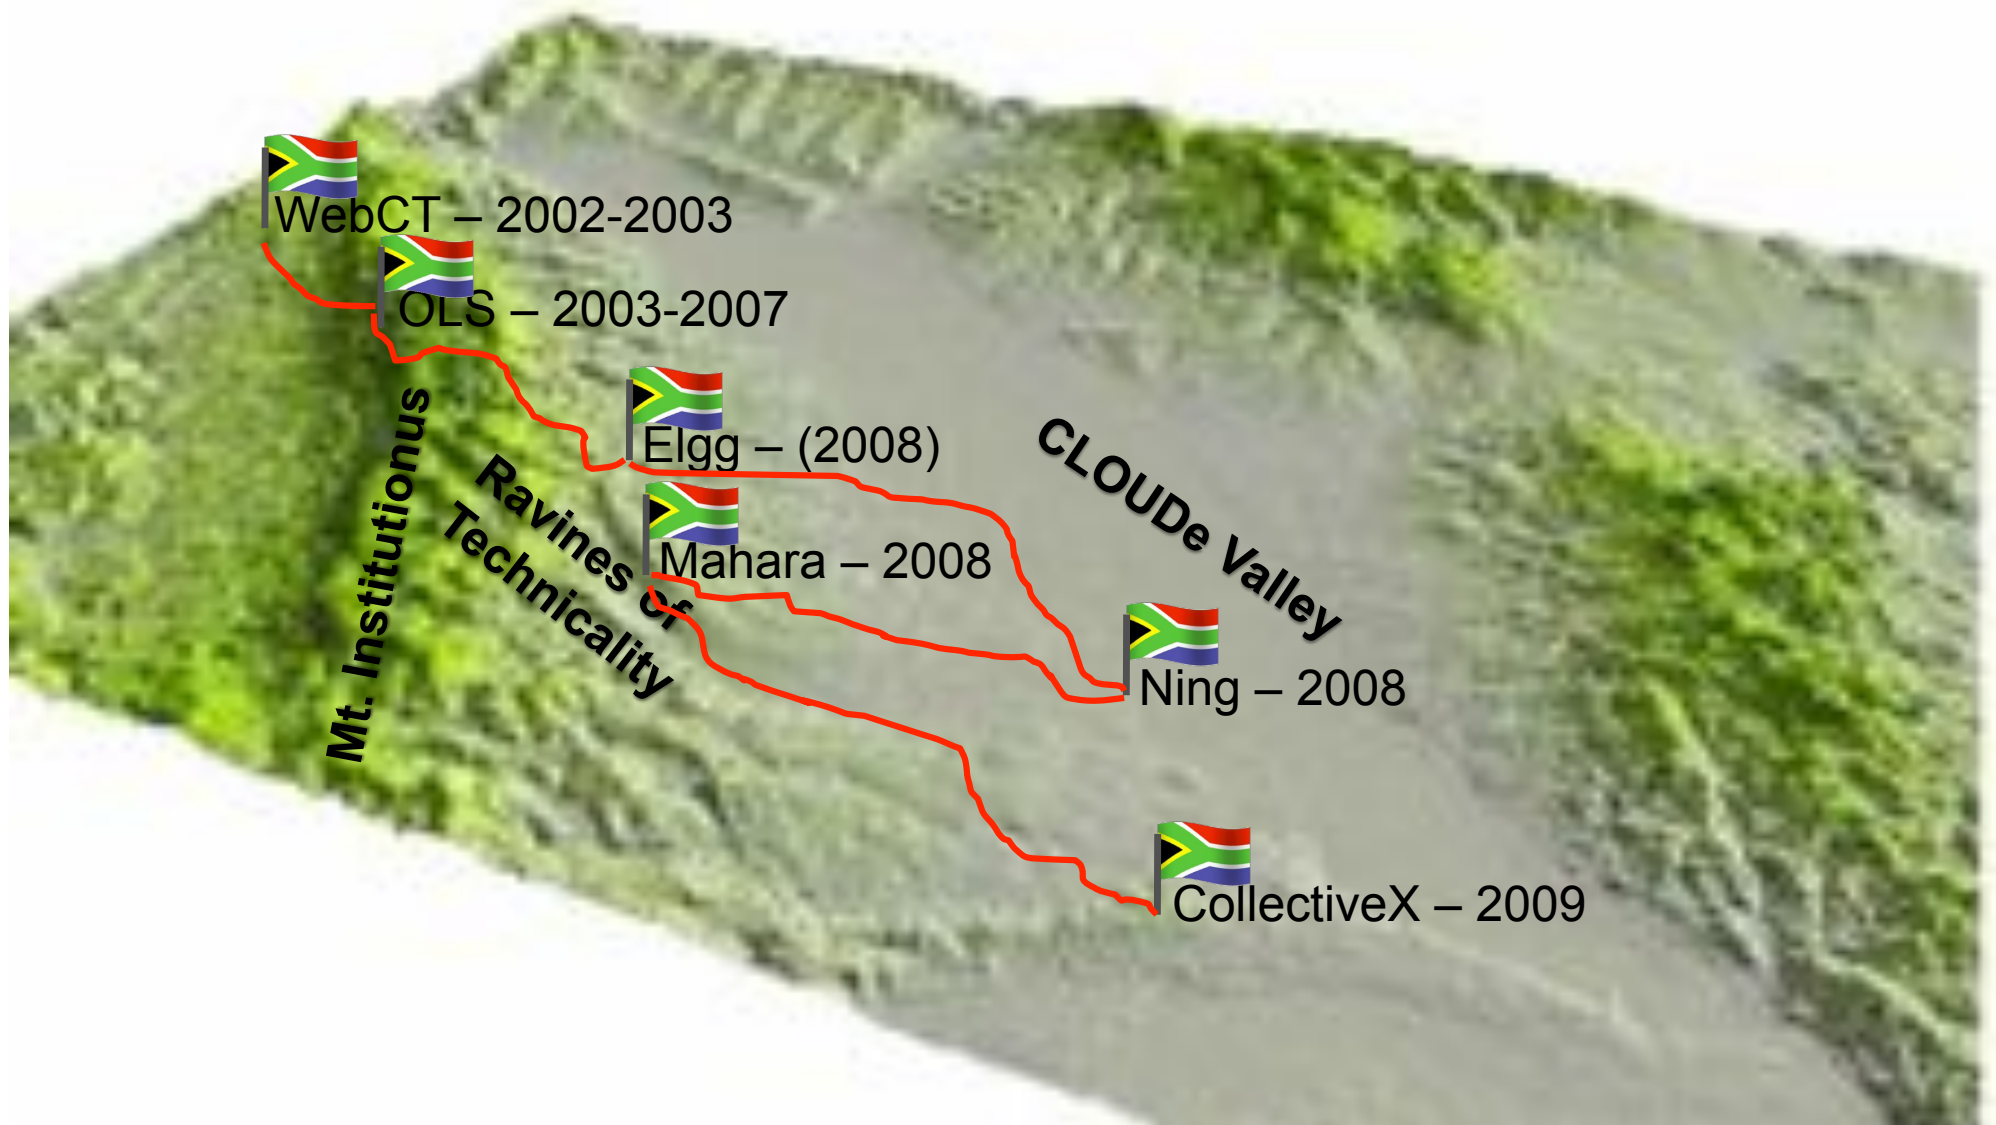 WebCT – 2002-2003
OLS – 2003-2007
Elgg – (2008)
Mahara – 2008
Ning – 2008
CollectiveX – 2009
Mt. Institutionus
Ravines of
Technicality
CLOUDe Valley